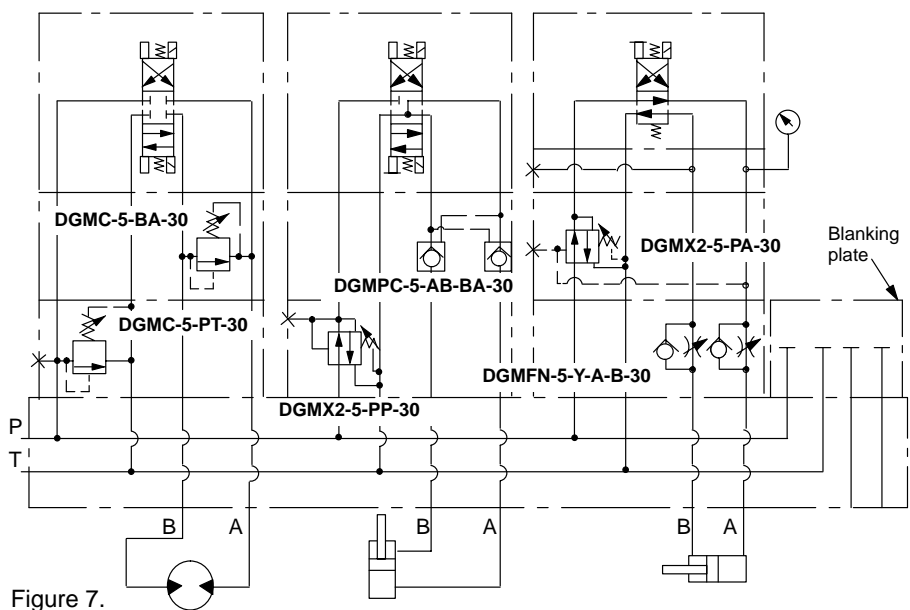 DGMC-5-BA-30
DGMC-5-PT-30
DGMPC-5-AB-BA-30
DGMX2-5-PP-30
DGMX2-5-PA-30
DGMFN-5-Y-A-B-30
Blanking
plate
P
T
B A
B A
B A
Figure 7.